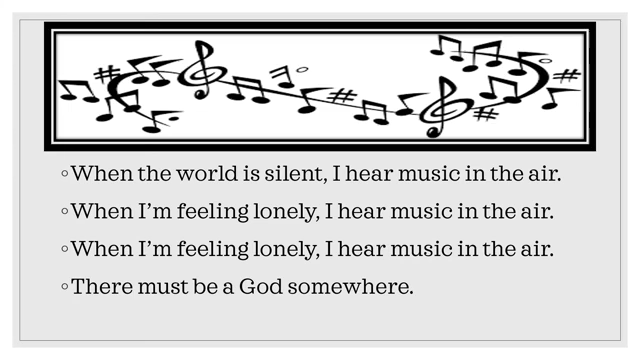 ◦When the world is silent, I hear music in the air.
◦When I’m feeling lonely, I hear music in the air.
◦When I’m feeling lonely, I hear music in the air.
◦There must be a God somewhere.